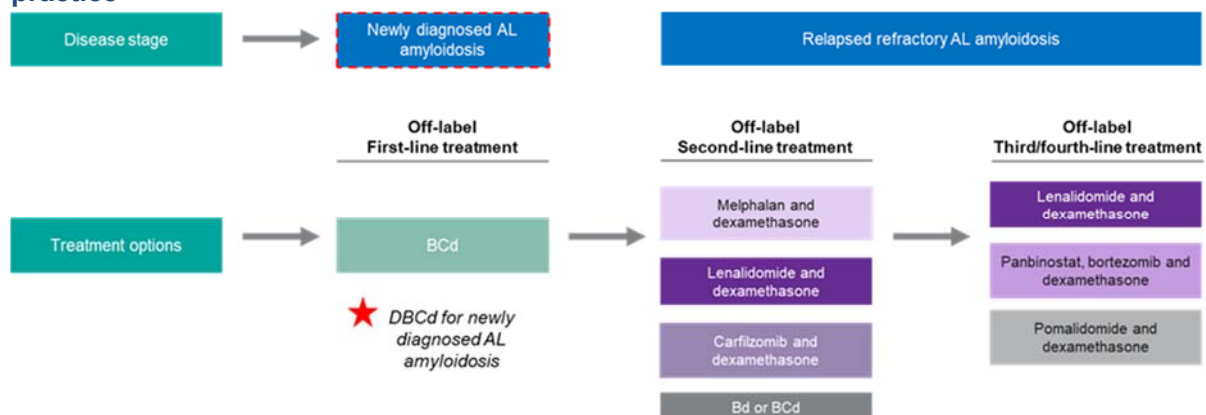 practice
Disease stage
Newly diagnosed AL
amyloidosis
Relapsed refractory AL amyloidosis
Off-label
First-line treatment
Off-label
Second-line treatment
Off-label
Third/fourth-line treatment
Treatment options
BCd
DBCd for newly
diagnosed AL
amyloidosis
Melphalan and
dexamethasone
Lenalidomide and
dexamethasone
Carfilzomib and
dexamethasone
Bd or BCd
Lenalidomide and
dexamethasone
Panbinostat, bortezomib and
dexamethasone
Pomalidomide and
dexamethasone